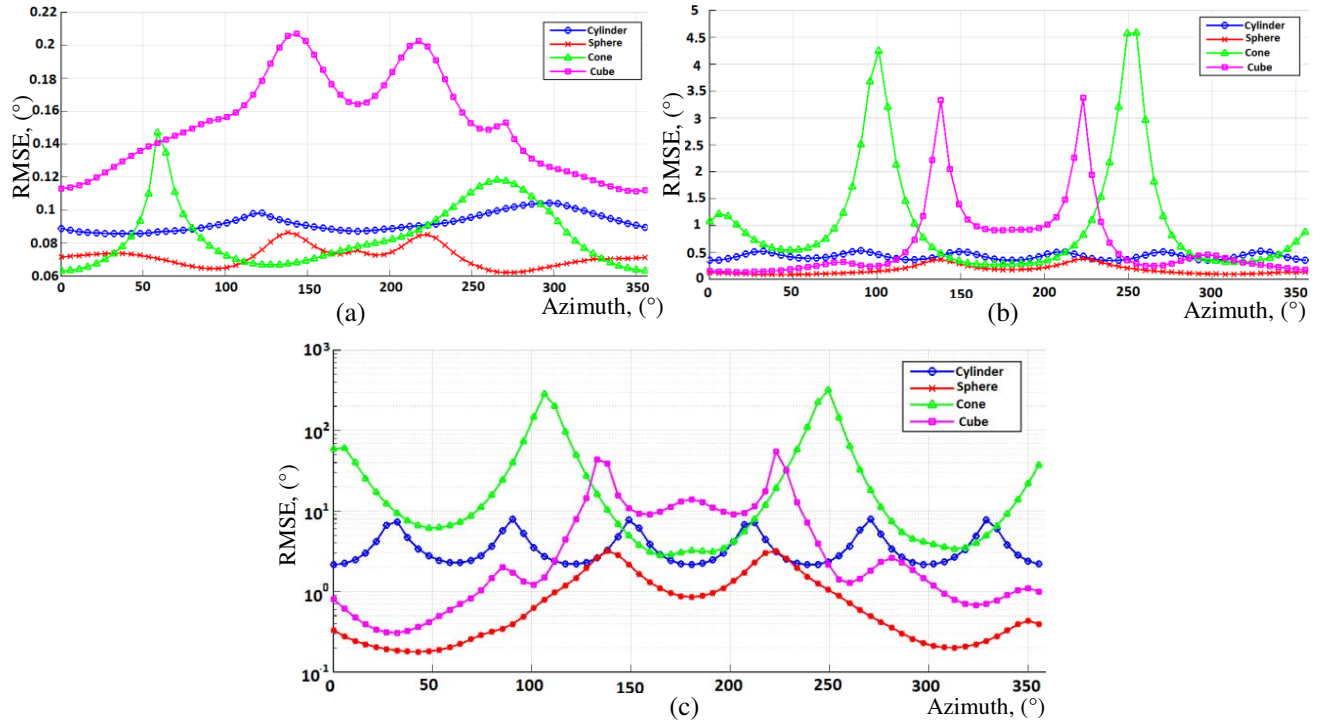 0.22
0.2
0.18
0.16
0.14
0.12
0.1
0.08
0.06
RMSE, (°)
Cylinder
Sphere
Cone
Cube
0 50 100 150 200 250 300 350
(a)
Azimuth, (°)
5
4.5
4
3.5
3
2.5
2
1.5
1
0.5
0
RMSE, (°)
Cylinder
Sphere
Cone
Cube
0 50 100 150 200 250 300 350
(b)
Azimuth, (°)
10³
10²
10¹
10⁰
10⁻¹
RMSE, (°)
Cylinder
Sphere
Cone
Cube
0 50 100 150 200 250 300 350
(c)
Azimuth, (°)